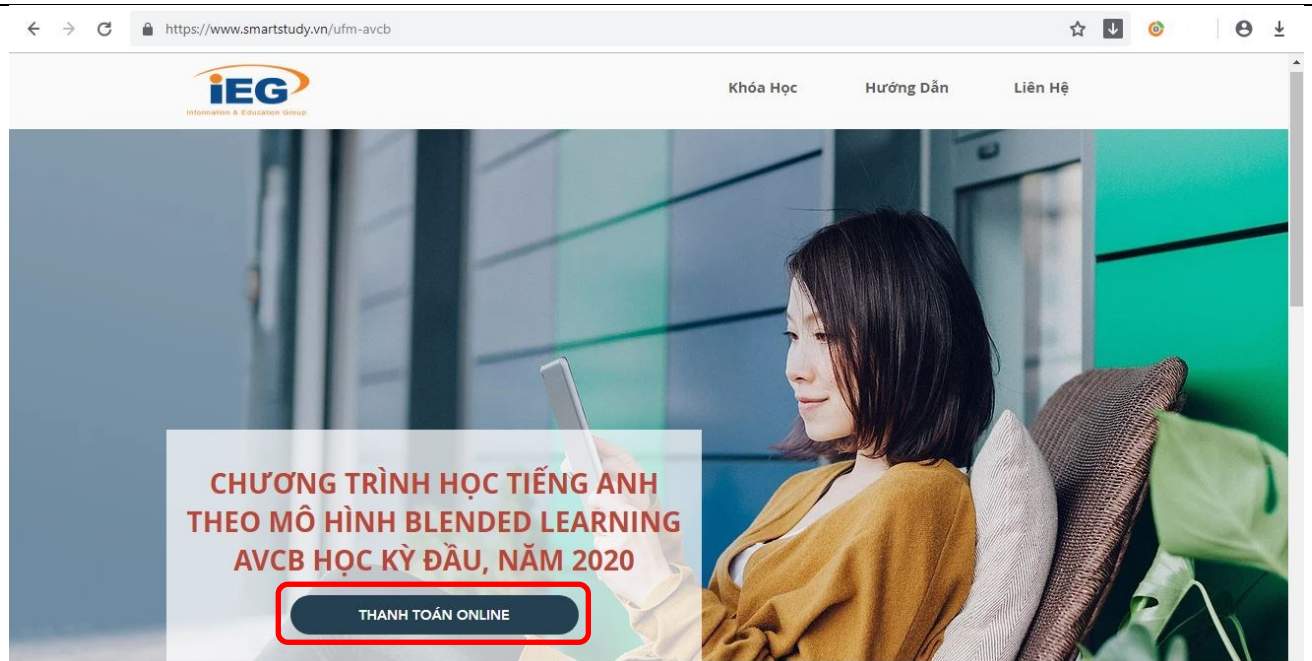 https://www.smartstudy.vn/ufm-avcb
iEG
Information & Education Group
Khóa Học
Hướng Dẫn
Liên Hệ
CHƯƠNG TRÌNH HỌC TIẾNG ANH
THEO MÔ HÌNH BLENDED LEARNING
AVCB HỌC KỲ ĐẦU, NĂM 2020
THANH TOÁN ONLINE